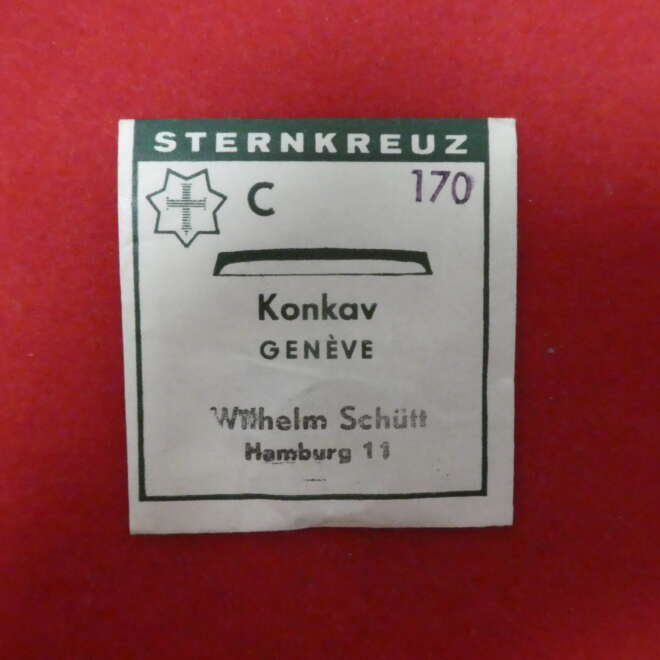 STERNKREUZ
C 170
Konkav
GENÈVE
Wilhelm Schütt
Hamburg 11